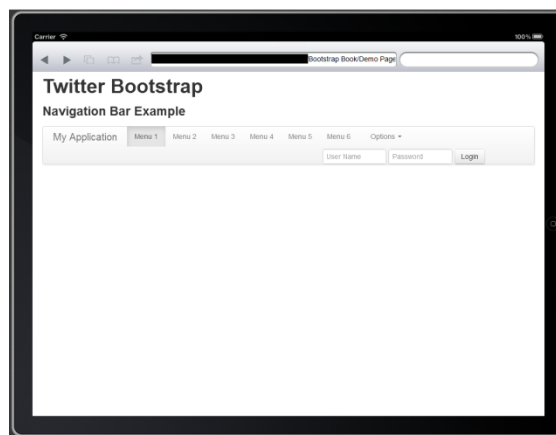 Carrier 100%
Bootstrap Book/Demo Page
Twitter Bootstrap
Navigation Bar Example
My Application Menu 1 Menu 2 Menu 3 Menu 4 Menu 5 Menu 6 Options
User Name Password Login